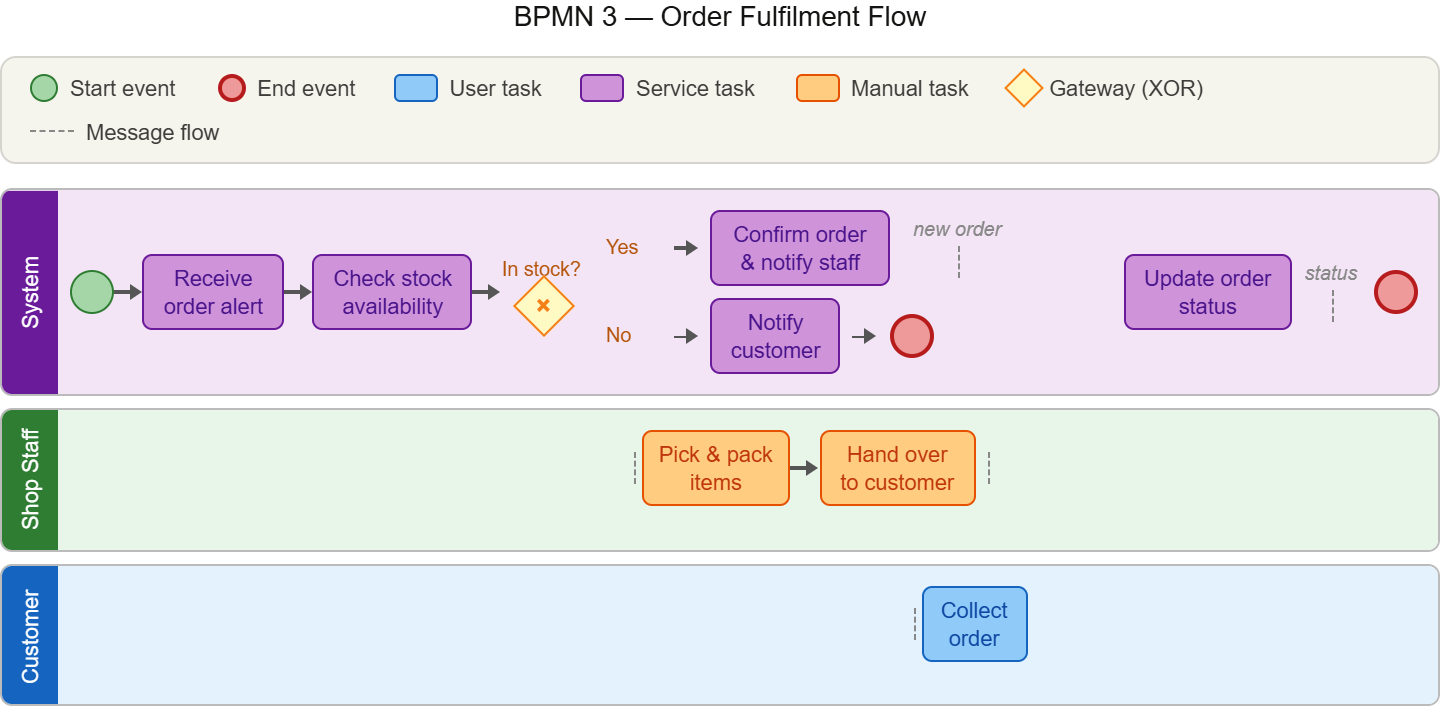 BPMN 3 — Order Fulfilment Flow
Start event
End event
User task
Service task
Manual task
Gateway (XOR)
Message flow
System
Receive
order alert
Check stock
availability
In stock?
Yes
Confirm order
& notify staff
new order
No
Notify
customer
Update order
status
status
Shop Staff
Pick & pack
items
Hand over
to customer
Customer
Collect
order